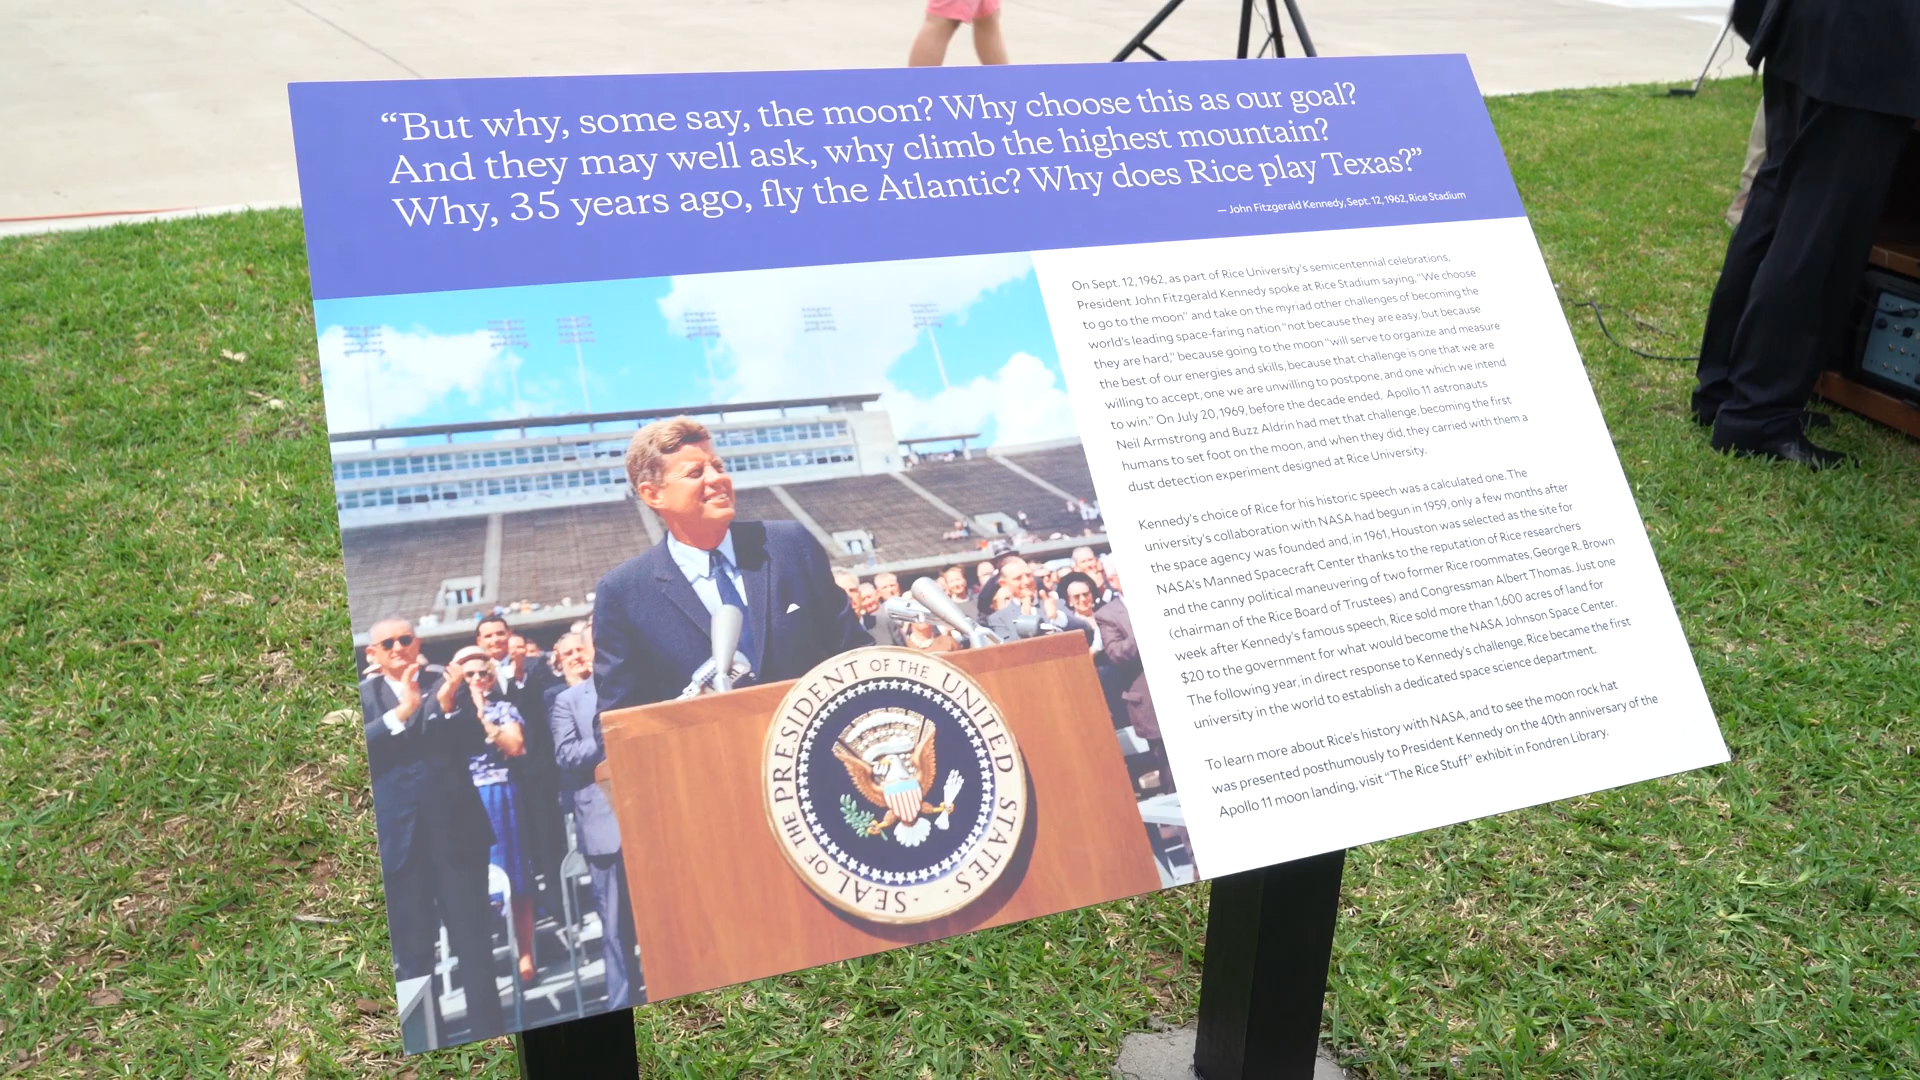 “But why, some say, the moon? Why choose this as our goal?
And they may well ask, why climb the highest mountain?
Why, 35 years ago, fly the Atlantic? Why does Rice play Texas?”
— John Fitzgerald Kennedy, Sept. 12, 1962, Rice Stadium
On Sept. 12, 1962, as part of Rice University's semicentennial celebrations,
President John Fitzgerald Kennedy spoke at Rice Stadium saying, “We choose
to go to the moon” and take on the myriad other challenges of becoming the
world's leading space-faring nation “not because they are easy, but because
they are hard,” because going to the moon “will serve to organize and measure
the best of our energies and skills, because that challenge is one that we are
willing to accept, one we are unwilling to postpone, and one which we intend
to win.” On July 20, 1969, before the decade ended, Apollo 11 astronauts
Neil Armstrong and Buzz Aldrin had met that challenge, becoming the first
humans to set foot on the moon, and when they did, they carried with them a
dust detection experiment designed at Rice University.
Kennedy's choice of Rice for his historic speech was a calculated one. The
university's collaboration with NASA had begun in 1959, only a few months after
the space agency was founded and, in 1961, Houston was selected as the site for
NASA's Manned Spacecraft Center thanks to the reputation of Rice researchers
and the canny political maneuvering of two former Rice roommates, George R. Brown
(chairman of the Rice Board of Trustees) and Congressman Albert Thomas. Just one
week after Kennedy's famous speech, Rice sold more than 1,600 acres of land for
$20 to the government for what would become the NASA Johnson Space Center.
The following year, in direct response to Kennedy's challenge, Rice became the first
university in the world to establish a dedicated space science department.
To learn more about Rice's history with NASA, and to see the moon rock hat
was presented posthumously to President Kennedy on the 40th anniversary of the
Apollo 11 moon landing, visit “The Rice Stuff” exhibit in Fondren Library.
SEAL OF THE PRESIDENT OF THE UNITED STATES